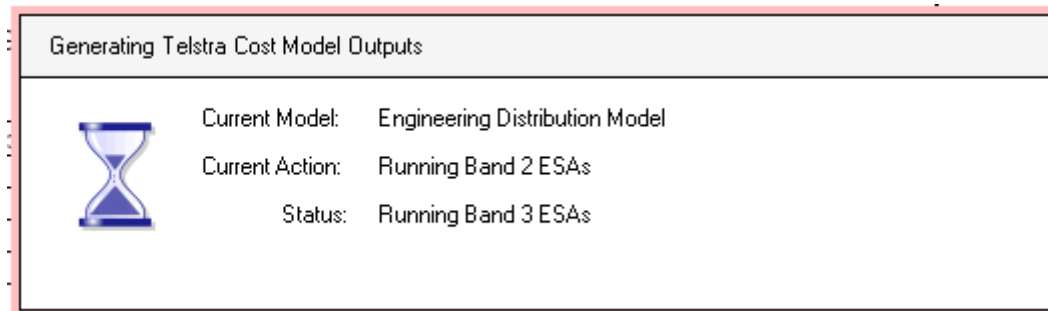 Generating Telstra Cost Model Outputs
Current Model: Engineering Distribution Model
Current Action: Running Band 2 ESAs
Status: Running Band 3 ESAs